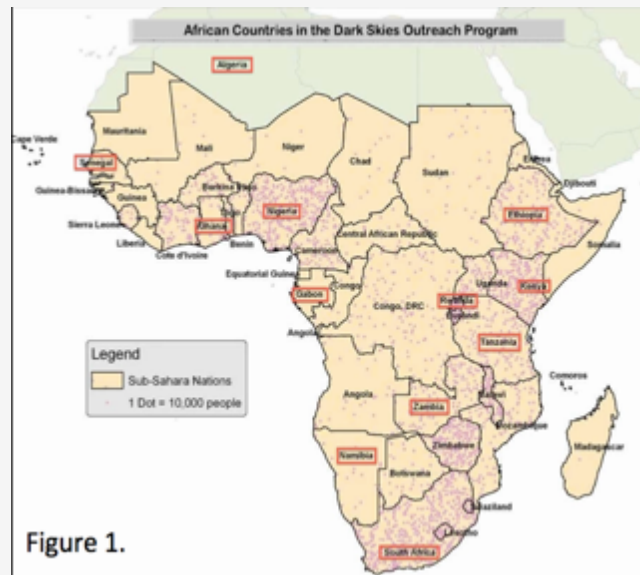 African Countries in the Dark Skies Outreach Program
Algeria
Cape Verde
Mauritania
Mali
Niger
Chad
Sudan
Eritrea
Senegal
Djibouti
Guinea-Bissau
Guinea
Burkina Faso
Nigeria
Ethiopia
Togo
Ghana
Sierra Leone
Liberia
Cote d'Ivoire
Benin
Central African Republic
Cameroon
Somalia
Equatorial Guinea
Uganda
Kenya
Gabon
Congo
Rwanda
Congo, DRC
Burundi
Angola
Tanzania
Legend
Sub-Sahara Nations
1 Dot = 10,000 people
Comoros
Angola
Zambia
Malawi
Mozambique
Zimbabwe
Madagascar
Namibia
Botswana
Swaziland
Lesotho
South Africa
Figure 1.